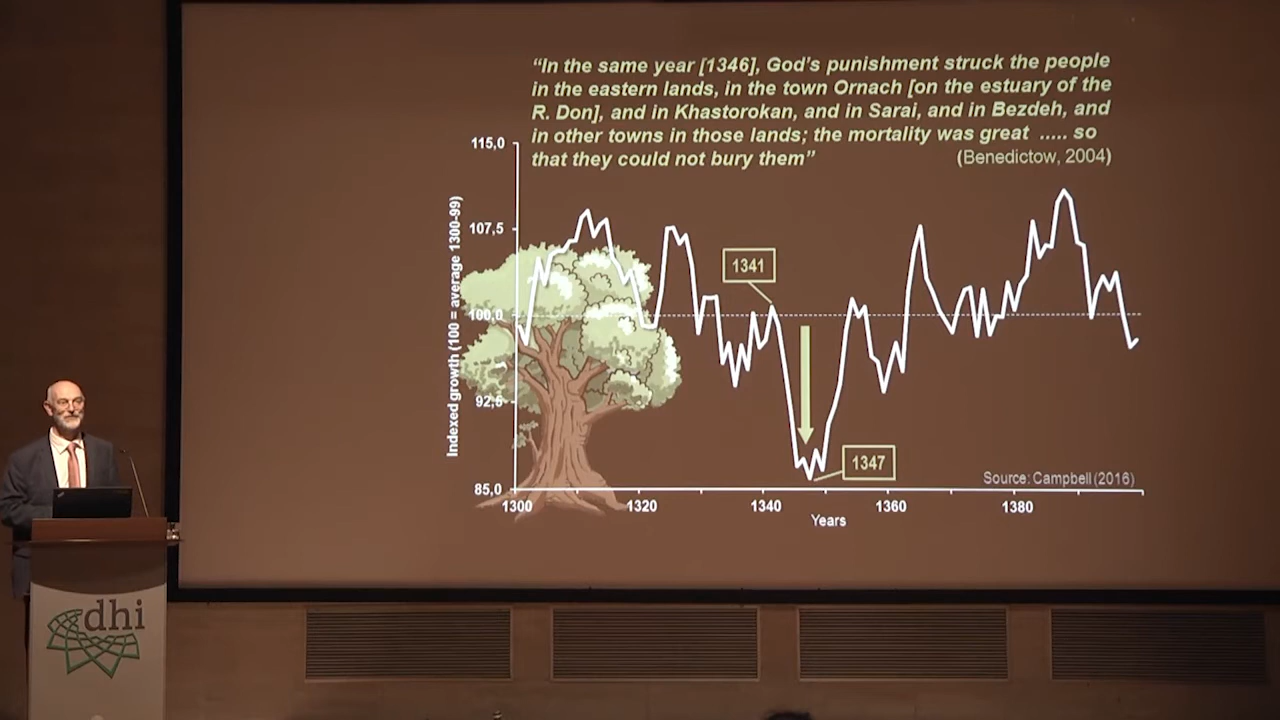 “In the same year [1346], God's punishment struck the people
in the eastern lands, in the town Ornach [on the estuary of the
R. Don], and in Khastorokan, and in Sarai, and in Bezdeh, and
in other towns in those lands; the mortality was great ..... so
that they could not bury them” (Benedictow, 2004)
115,0
107,5
100,0
92,5
85,0
Indexed growth (100 = average 1300-99)
1341
1347
Source: Campbell (2016)
1300 1320 1340 1360 1380
Years
dhi